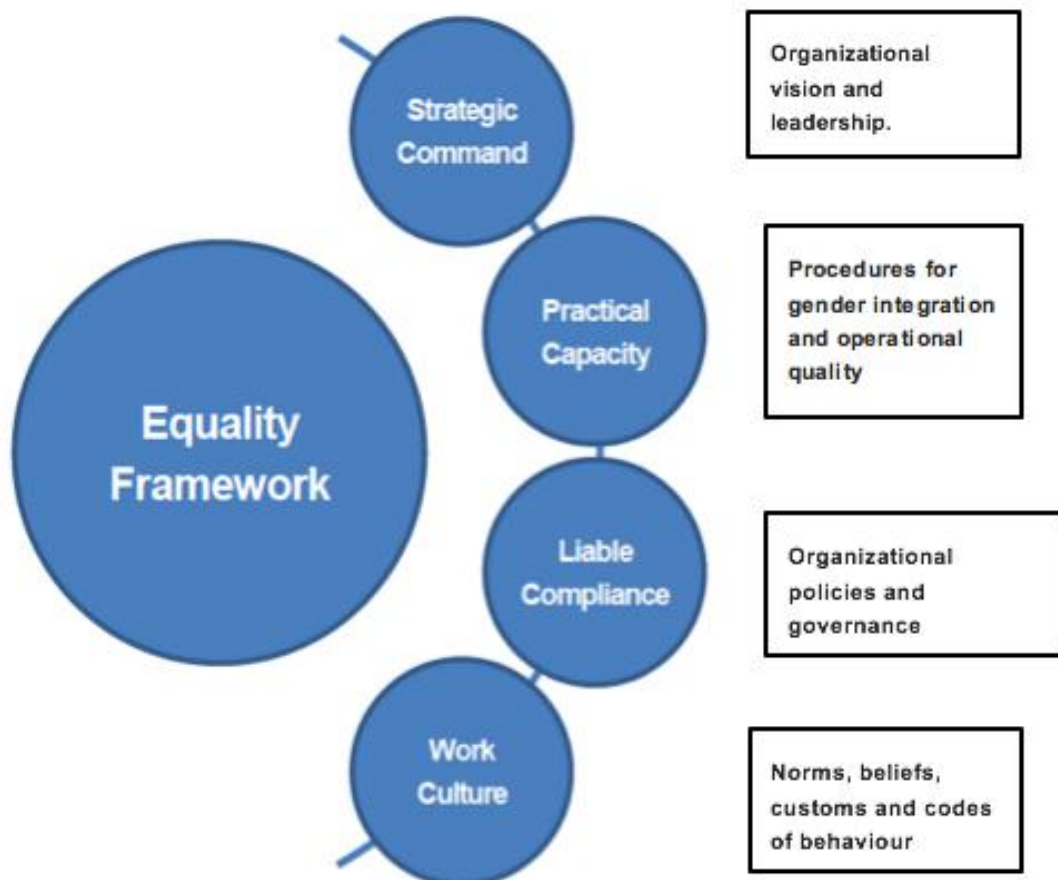 Strategic
Command
Organizational
vision and
leadership.
Practical
Capacity
Procedures for
gender integration
and operational
quality
Equality
Framework
Liable
Compliance
Organizational
policies and
governance
Work
Culture
Norms, beliefs,
customs and codes
of behaviour